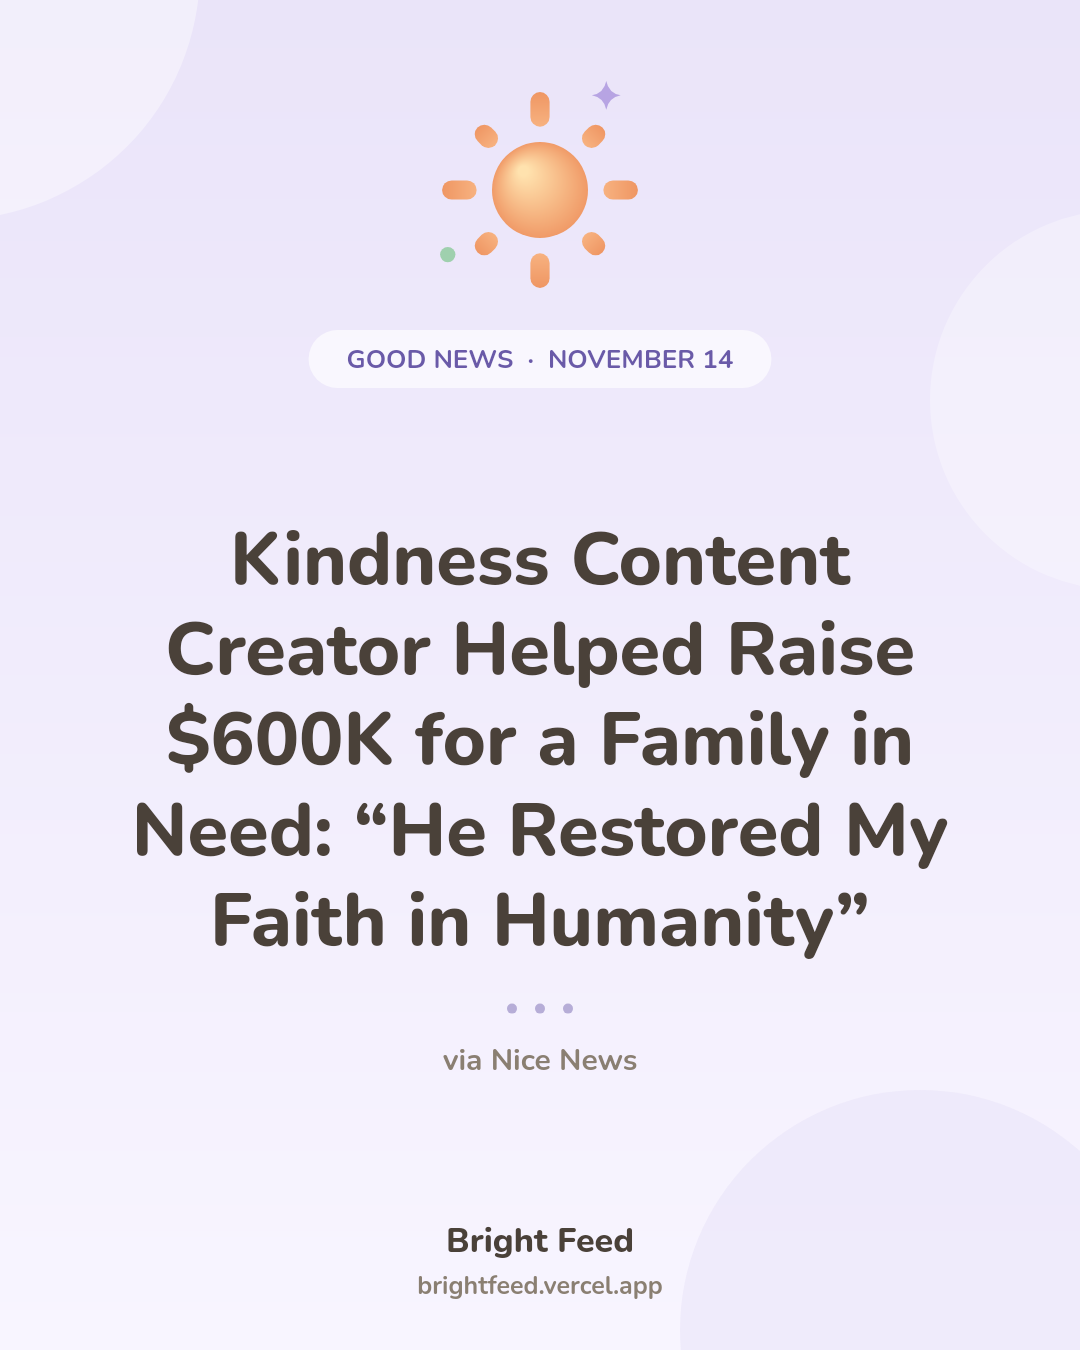 GOOD NEWS · NOVEMBER 14
Kindness Content
Creator Helped Raise
$600K for a Family in
Need: “He Restored My
Faith in Humanity”
via Nice News
Bright Feed
brightfeed.vercel.app